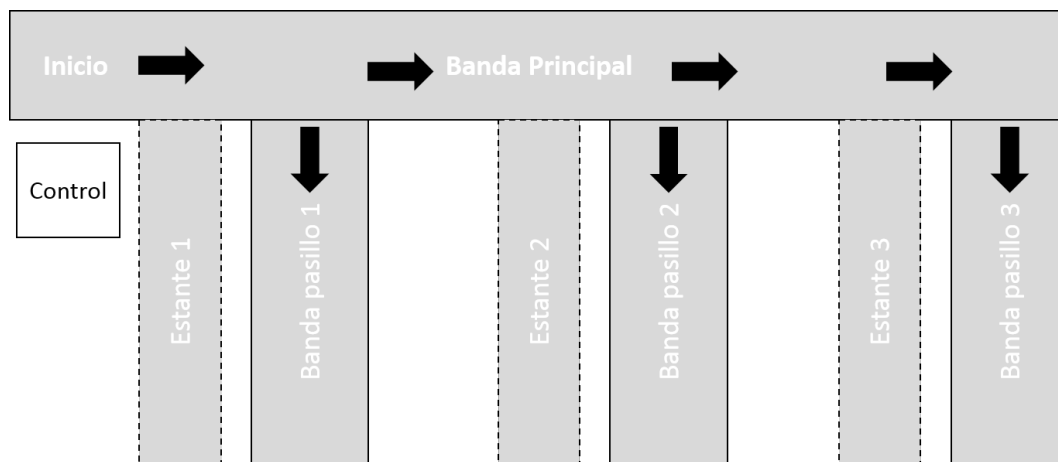 Inicio
Banda Principal
Control
Estante 1
Banda pasillo 1
Estante 2
Banda pasillo 2
Estante 3
Banda pasillo 3